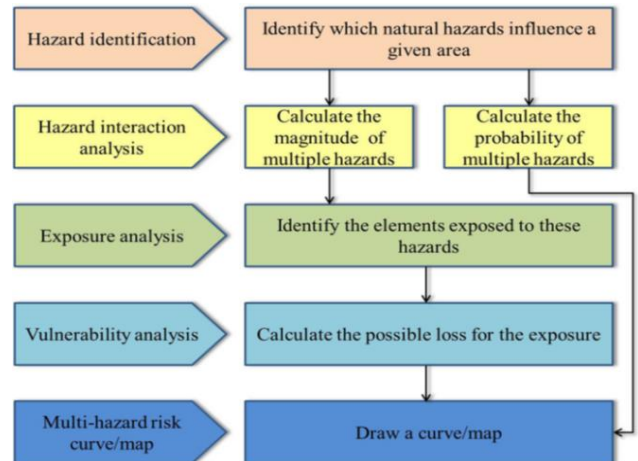 Hazard identification
Identify which natural hazards influence a
given area
Hazard interaction
analysis
Calculate the
magnitude of
multiple hazards
Calculate the
probability of
multiple hazards
Exposure analysis
Identify the elements exposed to these
hazards
Vulnerability analysis
Calculate the possible loss for the exposure
Multi-hazard risk
curve/map
Draw a curve/map